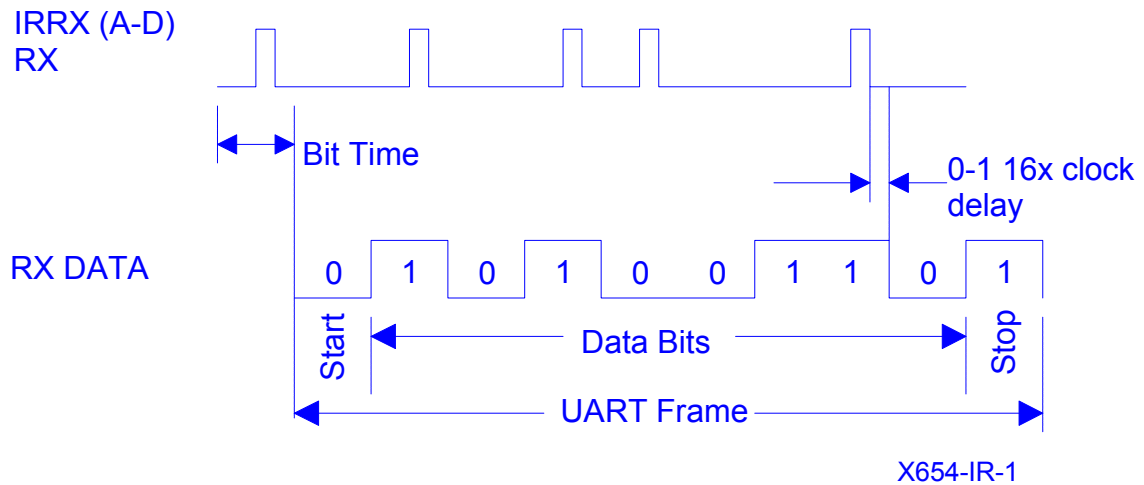 IRRX (A-D)
RX
Bit Time
0-1 16x clock
delay
RX DATA
0 1 0 1 0 0 1 1 0 1
Start
Data Bits
Stop
UART Frame
X654-IR-1